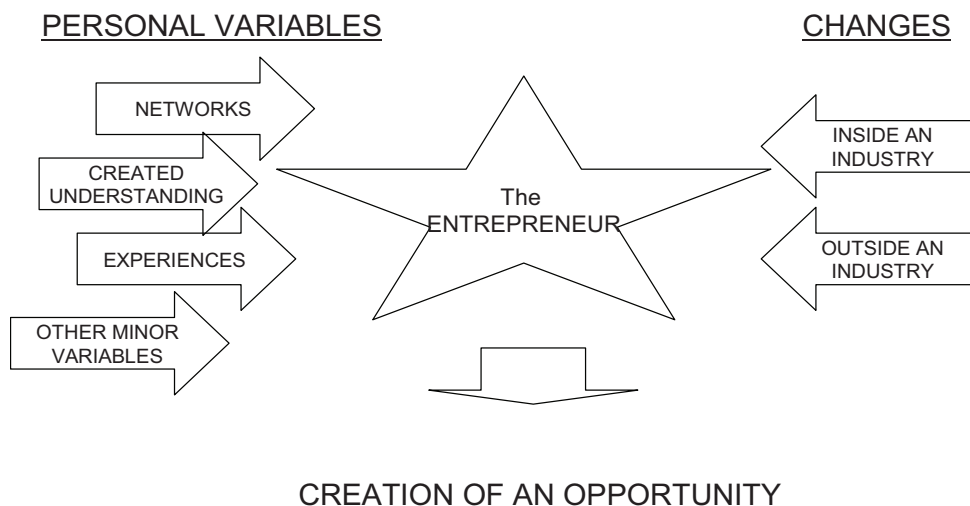 PERSONAL VARIABLES
NETWORKS
CREATED
UNDERSTANDING
EXPERIENCES
OTHER MINOR
VARIABLES
The
ENTREPRENEUR
CHANGES
INSIDE AN
INDUSTRY
OUTSIDE AN
INDUSTRY
CREATION OF AN OPPORTUNITY